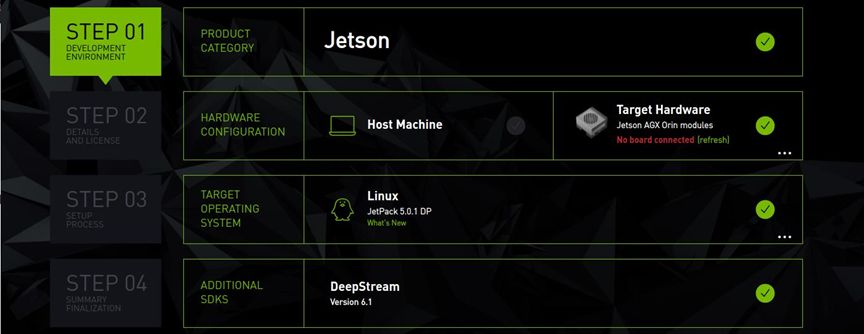 STEP 01
DEVELOPMENT
ENVIRONMENT
PRODUCT
CATEGORY
Jetson
STEP 02
DETAILS
AND LICENSE
HARDWARE
CONFIGURATION
Host Machine
Target Hardware
Jetson AGX Orin modules
No board connected (refresh)
...
STEP 03
SETUP
PROCESS
TARGET
OPERATING
SYSTEM
Linux
JetPack 5.0.1 DP
What's New
...
STEP 04
SUMMARY
FINALIZATION
ADDITIONAL
SDKS
DeepStream
Version 6.1